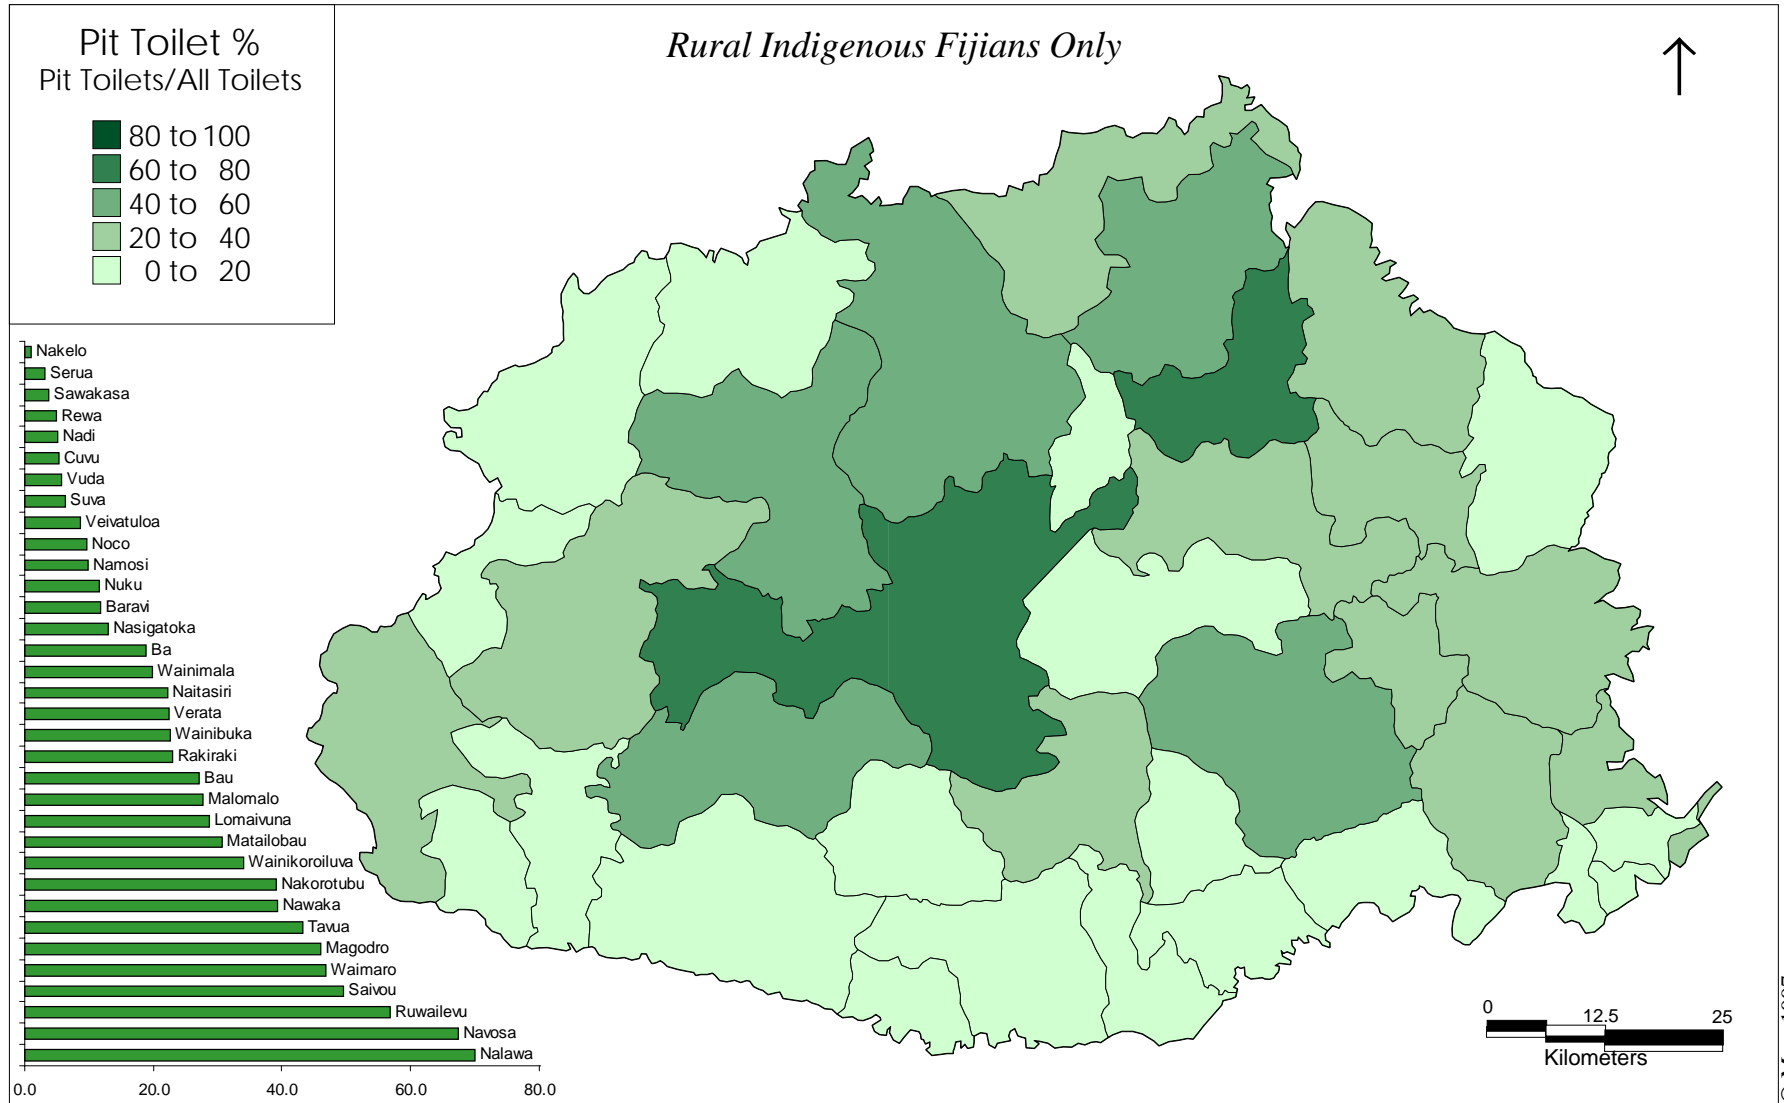 Pit Toilet %
Pit Toilets/All Toilets
80 to 100
60 to 80
40 to 60
20 to 40
0 to 20
Rural Indigenous Fijians Only
Nakelo
Serua
Sawakasa
Rewa
Nadi
Cuvu
Vuda
Suva
Veivatuloa
Noco
Namosi
Nuku
Baravi
Nasigatoka
Ba
Wainimala
Naitasiri
Verata
Wainibuka
Rakiraki
Bau
Malomalo
Lomaivuna
Matailobau
Wainikoroiluva
Nakorotubu
Nawaka
Tavua
Magodro
Waimaro
Saivou
Ruwailevu
Navosa
Nalawa
0.0 20.0 40.0 60.0 80.0
0 12.5 25
Kilometers